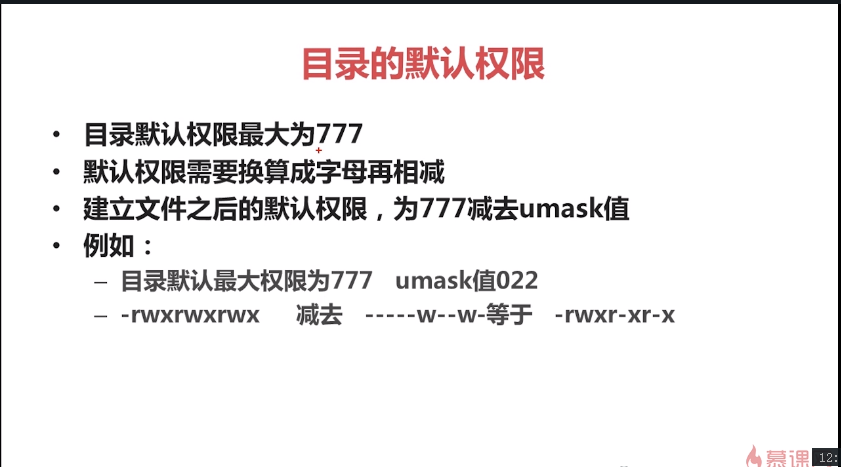 目录的默认权限
• 目录默认权限最大为777
• 默认权限需要换算成字母再相减
• 建立文件之后的默认权限，为777减去umask值
• 例如：
– 目录默认最大权限为777 umask值022
– -rwxrwxrwx 减去 -----w--w-等于 -rwxr-xr-x
慕课
12: